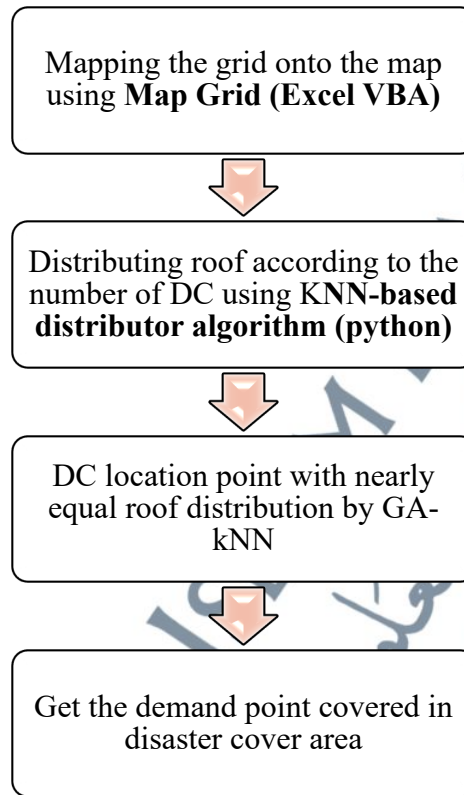 Mapping the grid onto the map
using Map Grid (Excel VBA)
Distributing roof according to the
number of DC using KNN-based
distributor algorithm (python)
DC location point with nearly
equal roof distribution by GA-
kNN
Get the demand point covered in
disaster cover area